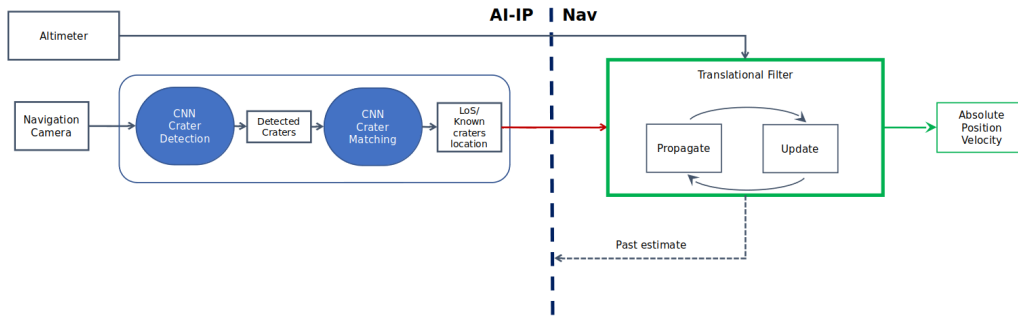 AI-IP
Nav
Altimeter
Translational Filter
Navigation
Camera
CNN
Crater
Detection
Detected
Craters
CNN
Crater
Matching
LoS/
Known
craters
location
Propagate
Update
Absolute
Position
Velocity
Past estimate